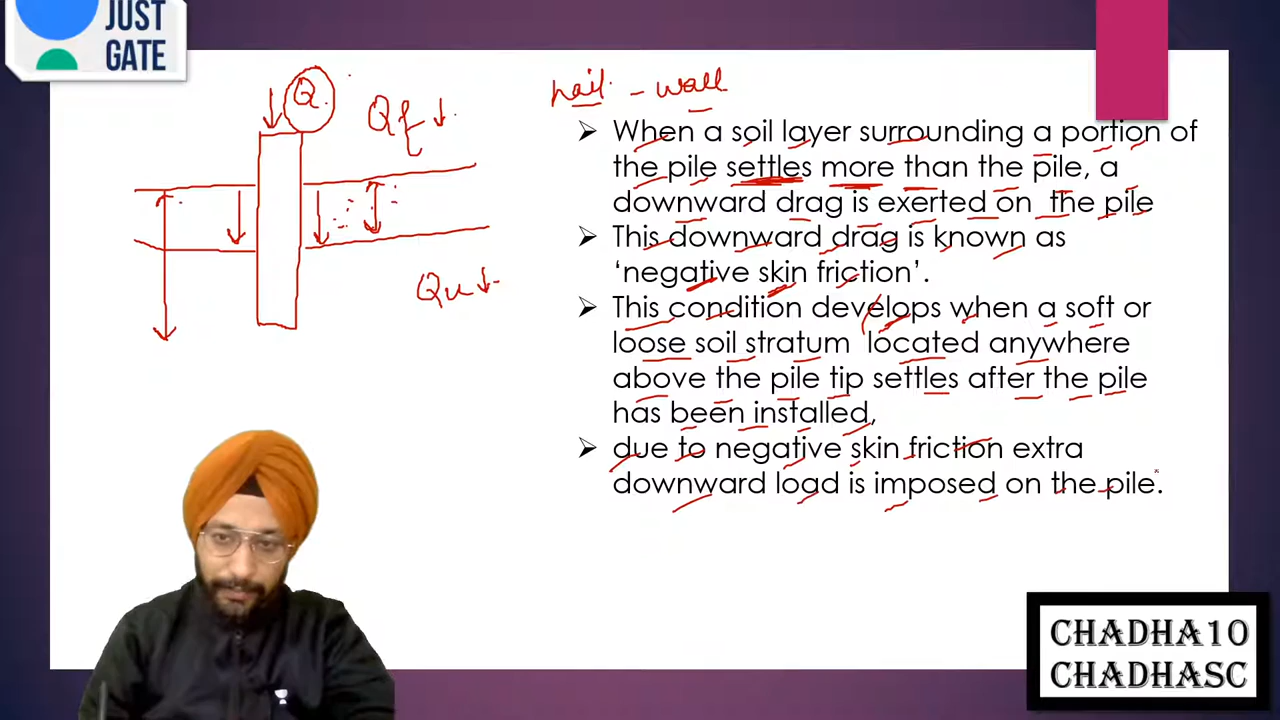 JUST
GATE
Q
Qf ↓
Qu ↓
nail - wall
➢ When a soil layer surrounding a portion of
the pile settles more than the pile, a
downward drag is exerted on the pile
➢ This downward drag is known as
‘negative skin friction’.
➢ This condition develops when a soft or
loose soil stratum located anywhere
above the pile tip settles after the pile
has been installed,
➢ due to negative skin friction extra
downward load is imposed on the pile.
CHADHA10
CHADHASC